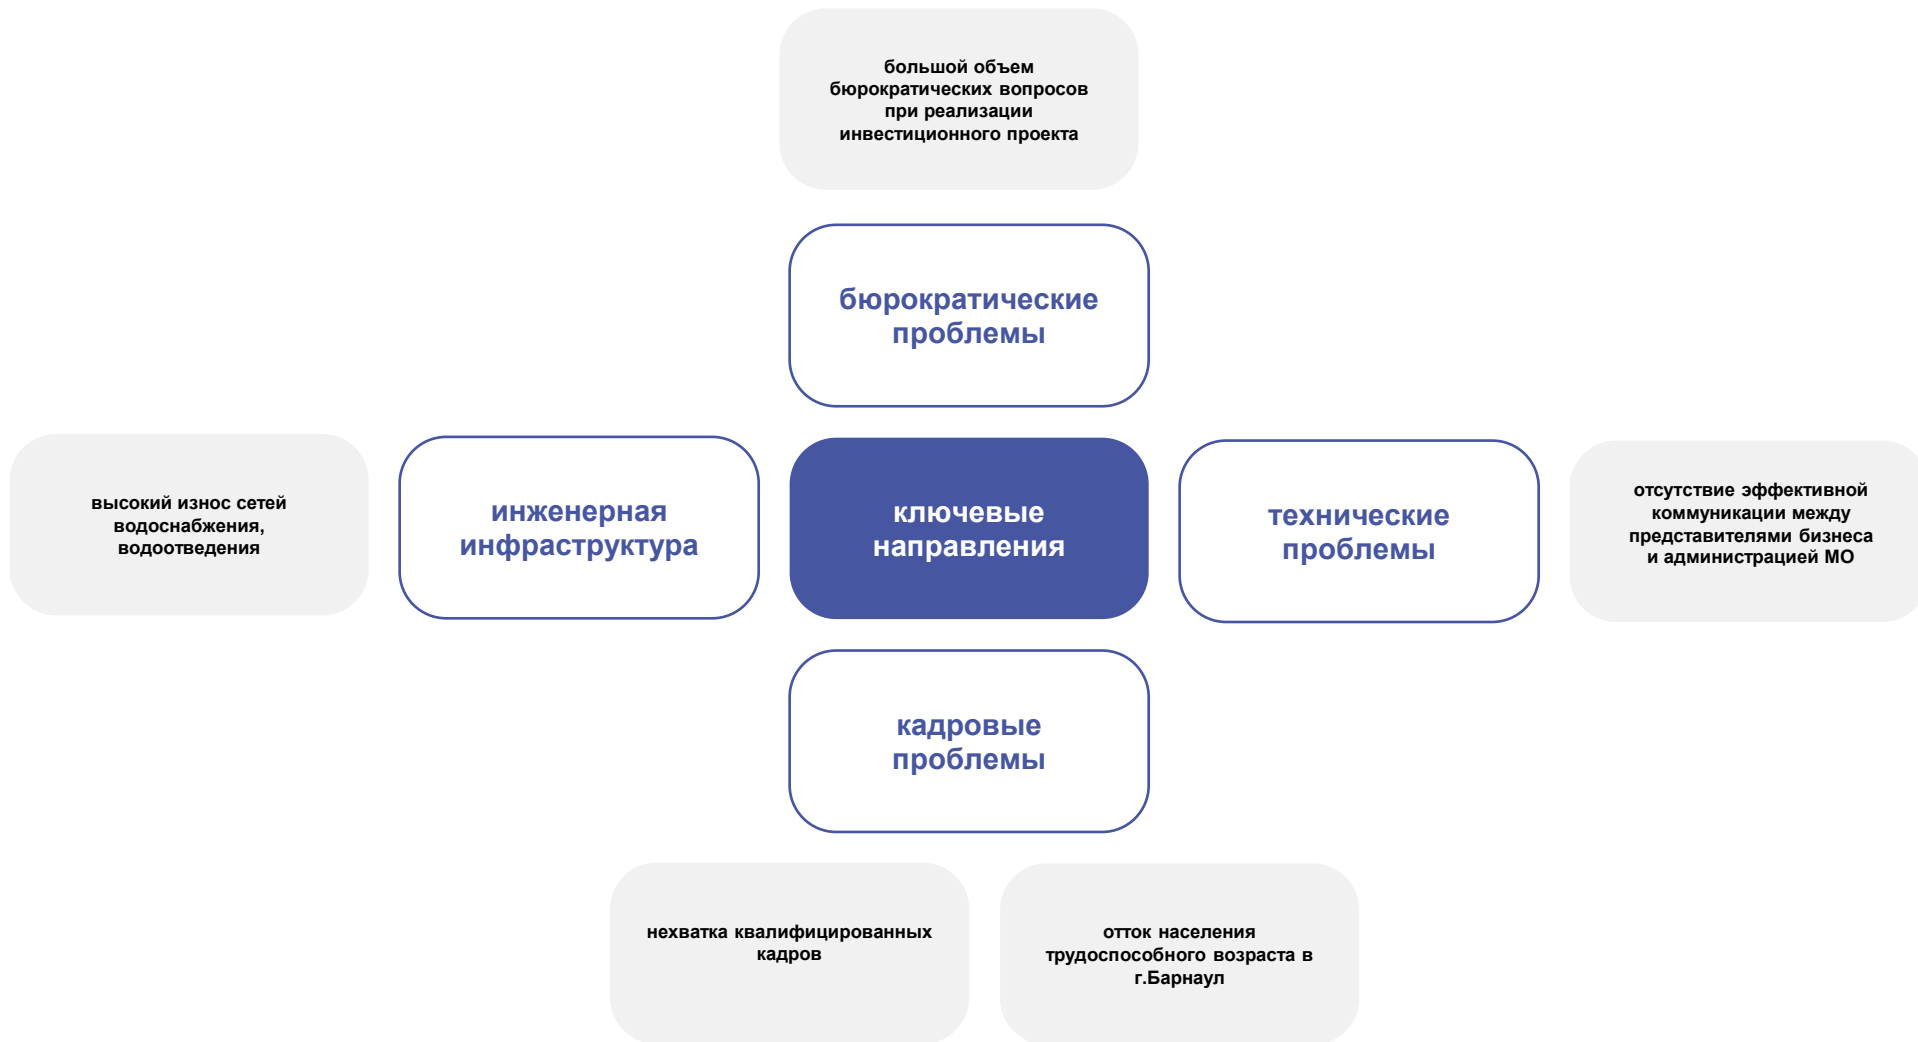 большой объем
бюрократических вопросов
при реализации
инвестиционного проекта
бюрократические
проблемы
высокий износ сетей
водоснабжения,
водоотведения
инженерная
инфраструктура
ключевые
направления
технические
проблемы
отсутствие эффективной
коммуникации между
представителями бизнеса
и администрацией МО
кадровые
проблемы
нехватка квалифицированных
кадров
отток населения
трудоспособного возраста в
г.Барнаул